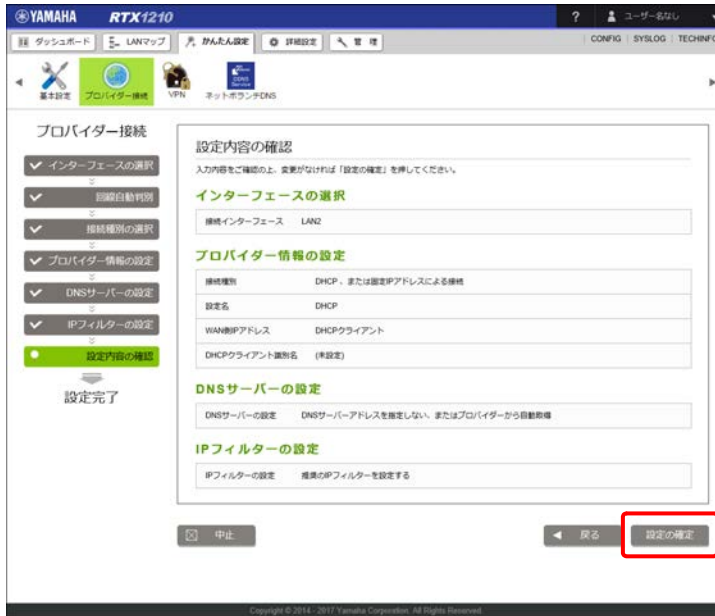 YAMAHA RTX1210 ? ユーザー名なし
ダッシュボード LANマップ かんたん設定 詳細設定 管理 CONFIG SYSLOG TECHINFO
基本設定 プロバイダー接続 VPN ネットボランチDNS
プロバイダー接続
インターフェースの選択
回線自動判別
接続種別の選択
プロバイダー情報の設定
DNSサーバーの設定
IPフィルターの設定
設定内容の確認
設定完了
設定内容の確認
入力内容をご確認の上、変更がなければ「設定の確定」を押してください。
インターフェースの選択
接続インターフェース LAN2
プロバイダー情報の設定
接続種別 DHCP、または固定IPアドレスによる接続
設定名 DHCP
WAN側IPアドレス DHCPクライアント
DHCPクライアント識別名 (未設定)
DNSサーバーの設定
DNSサーバーの設定 DNSサーバーアドレスを指定しない、またはプロバイダーから自動取得
IPフィルターの設定
IPフィルターの設定 推奨のIPフィルターを設定する
中止 戻る 設定の確定
Copyright © 2014 - 2017 Yamaha Corporation. All Rights Reserved.